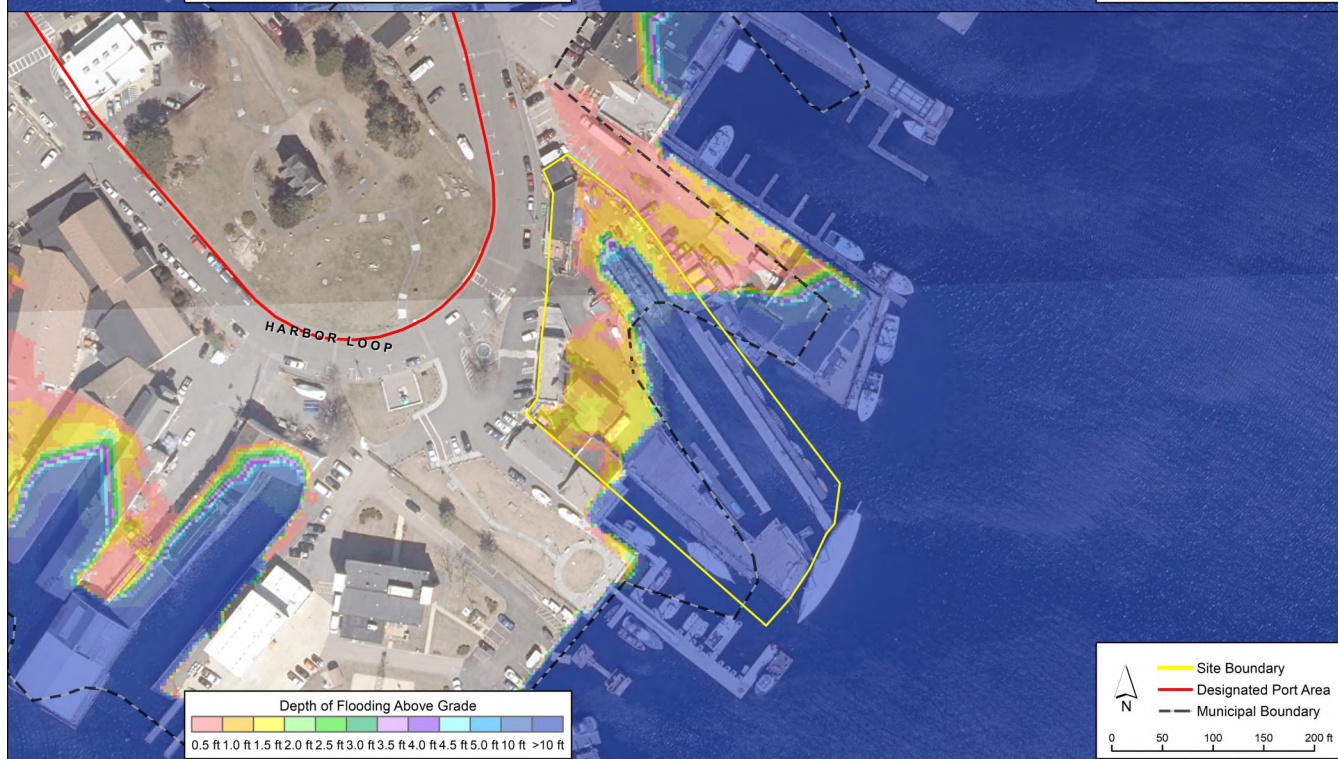 HARBOR LOOP
Depth of Flooding Above Grade
0.5 ft 1.0 ft 1.5 ft 2.0 ft 2.5 ft 3.0 ft 3.5 ft 4.0 ft 4.5 ft 5.0 ft 10 ft >10 ft
N
Site Boundary
Designated Port Area
Municipal Boundary
0 50 100 150 200 ft